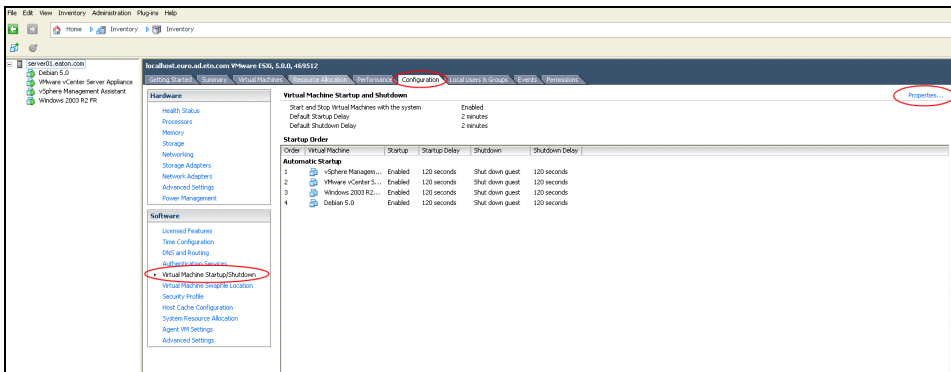 File Edit View Inventory Administration Plug-ins Help
Home Inventory Inventory
server01.eaton.com
Debian 5.0
VMware vCenter Server Appliance
vSphere Management Assistant
Windows 2003 R2 FR
localhost.euro.ad.etn.com VMware ESXi, 5.0.0, 469512
Getting Started Summary Virtual Machines Resource Allocation Performance Configuration Local Users & Groups Events Permissions
Hardware
Health Status
Processors
Memory
Storage
Networking
Storage Adapters
Network Adapters
Advanced Settings
Power Management
Software
Licensed Features
Time Configuration
DNS and Routing
Authentication Services
Virtual Machine Startup/Shutdown
Virtual Machine Swapfile Location
Security Profile
Host Cache Configuration
System Resource Allocation
Agent VM Settings
Advanced Settings
Virtual Machine Startup and Shutdown Properties...
Start and Stop Virtual Machines with the system Enabled
Default Startup Delay 2 minutes
Default Shutdown Delay 2 minutes
Startup Order
Order Virtual Machine Startup Startup Delay Shutdown Shutdown Delay
Automatic Startup
1 vSphere Managem... Enabled 120 seconds Shut down guest 120 seconds
2 VMware vCenter S... Enabled 120 seconds Shut down guest 120 seconds
3 Windows 2003 R2... Enabled 120 seconds Shut down guest 120 seconds
4 Debian 5.0 Enabled 120 seconds Shut down guest 120 seconds